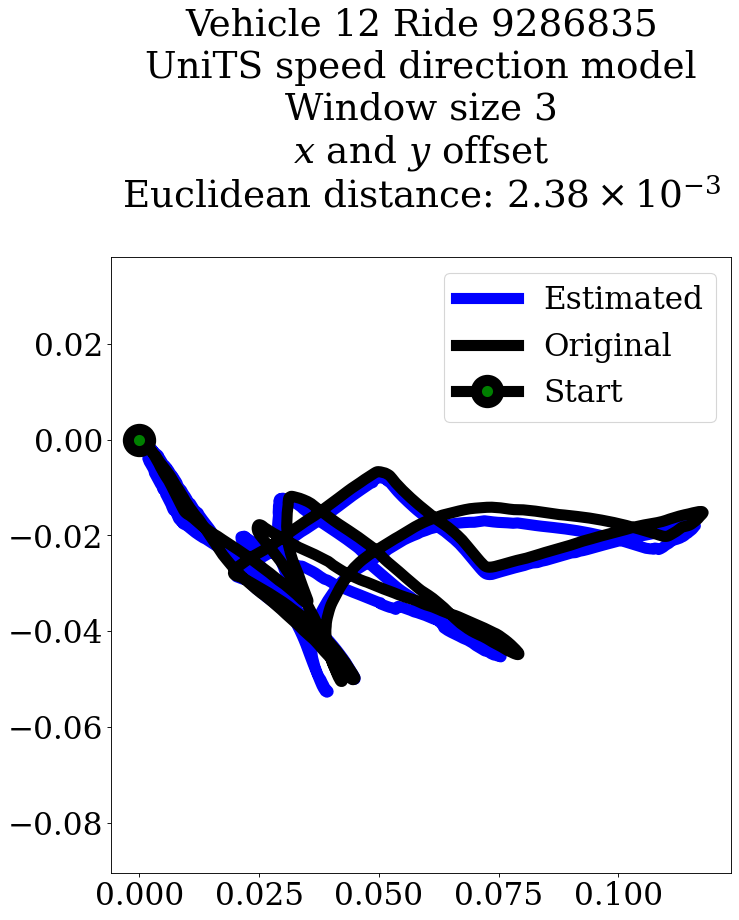 Vehicle 12 Ride 9286835
UniTS speed direction model
Window size 3
x and y offset
Euclidean distance: 2.38 × 10⁻³
Estimated
Original
Start
0.02
0.00
−0.02
−0.04
−0.06
−0.08
0.000 0.025 0.050 0.075 0.100